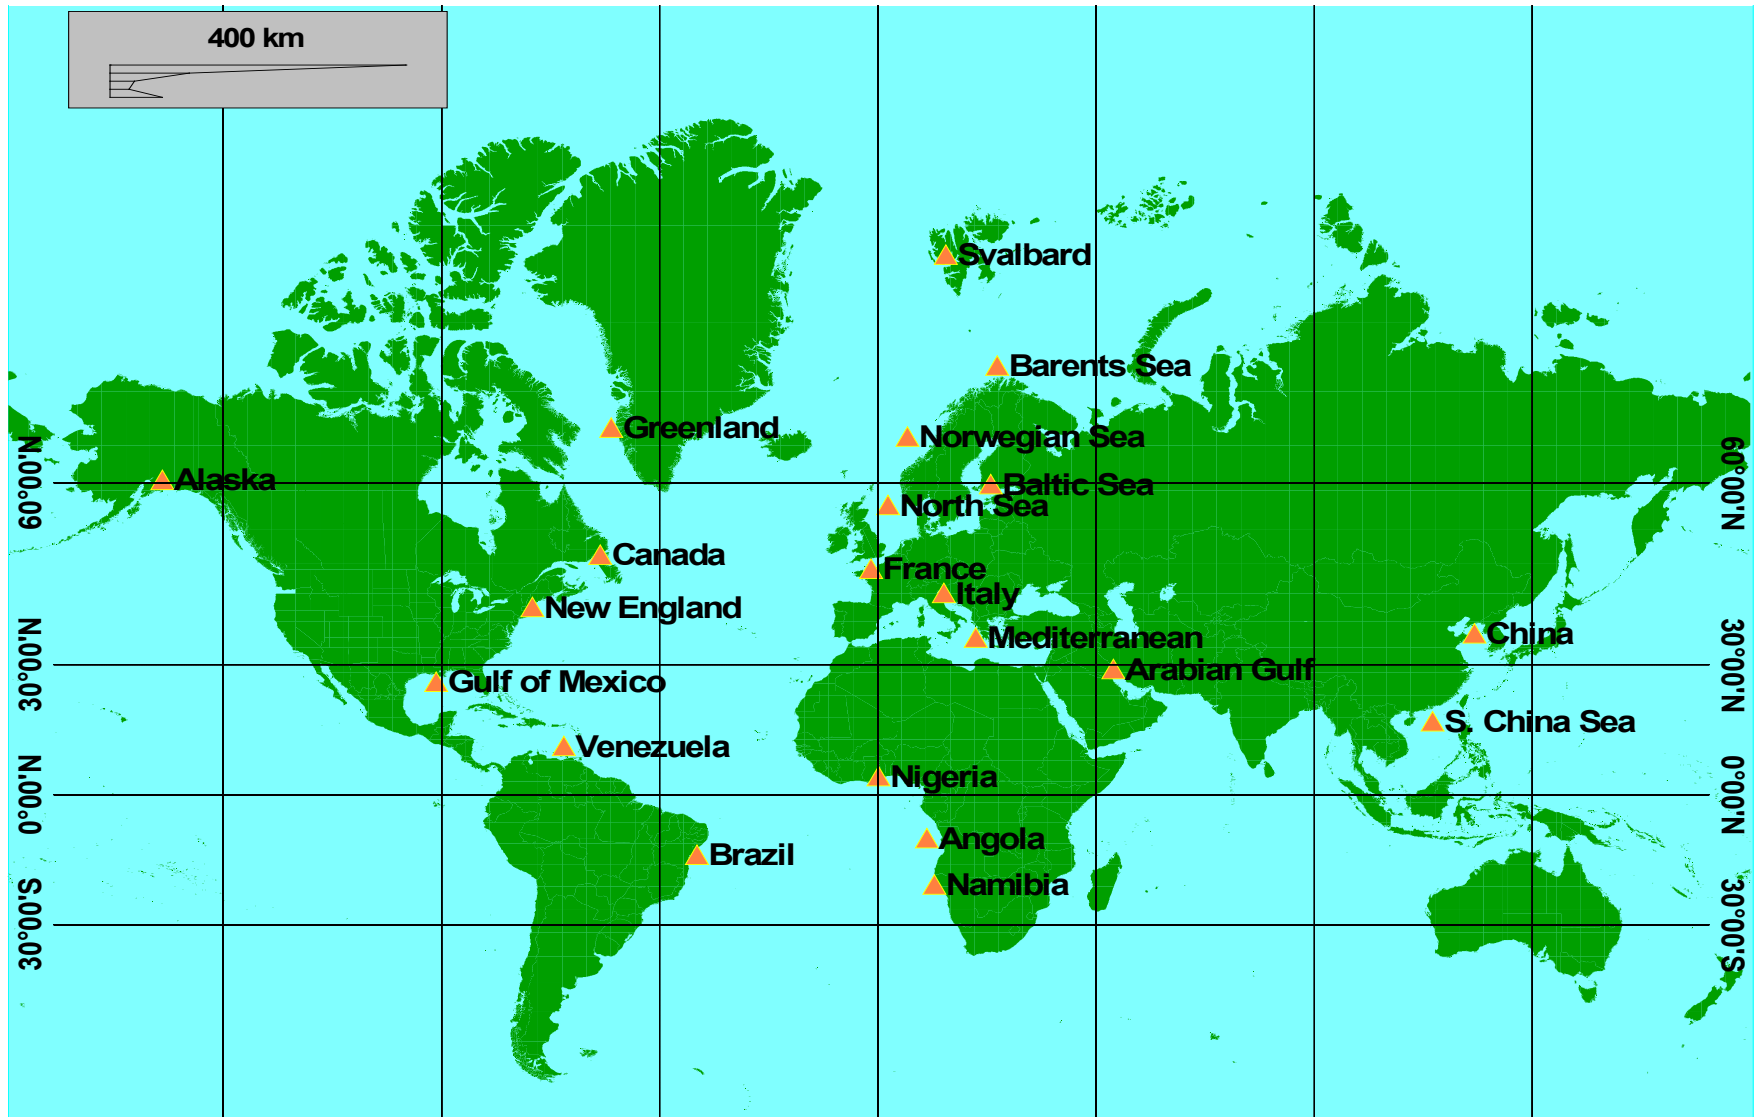 400 km
Svalbard
Barents Sea
Greenland
Norwegian Sea
Alaska
Baltic Sea
North Sea
Canada
France
Italy
New England
Mediterranean
China
Arabian Gulf
Gulf of Mexico
S. China Sea
Venezuela
Nigeria
Angola
Brazil
Namibia
60°00'N
30°00'N
0°00'N
30°00'S
60°00'N
30°00'N
0°00'N
30°00'S